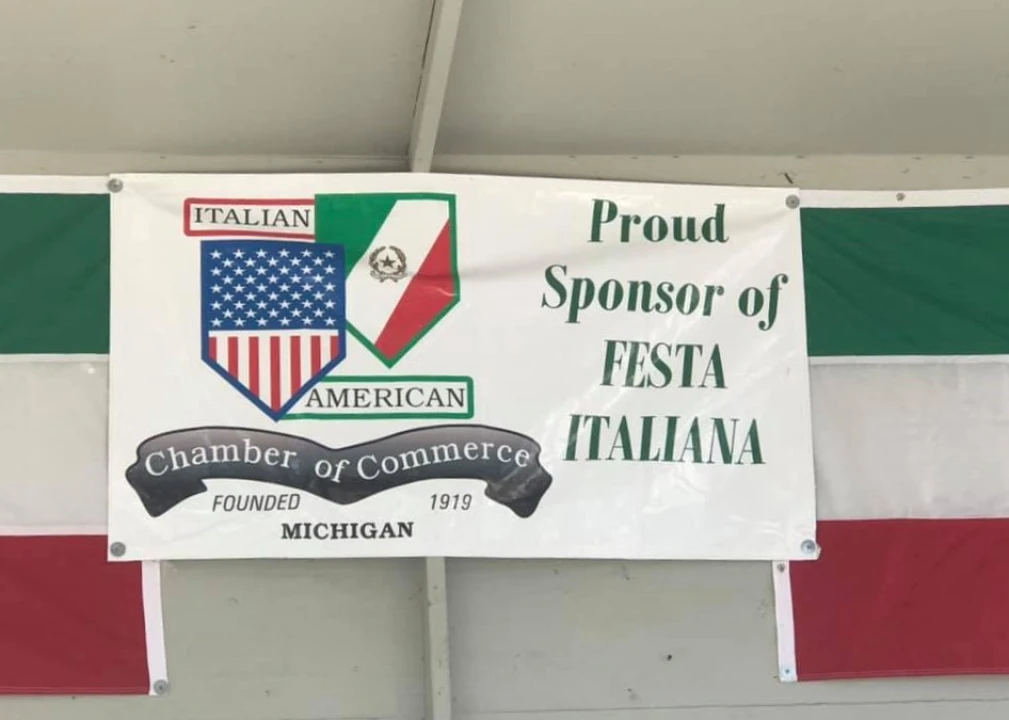 ITALIAN
AMERICAN
Chamber of Commerce
FOUNDED 1919
MICHIGAN
Proud
Sponsor of
FESTA
ITALIANA